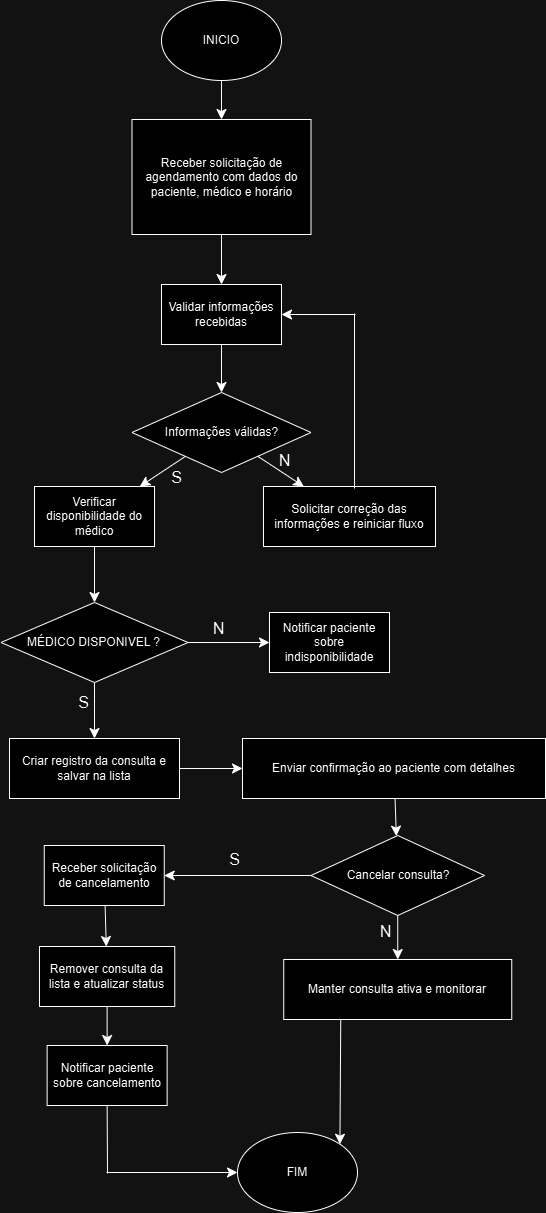 INICIO
Receber solicitação de
agendamento com dados do
paciente, médico e horário
Validar informações
recebidas
Informações válidas?
S
N
Verificar
disponibilidade do
médico
Solicitar correção das
informações e reiniciar fluxo
MÉDICO DISPONIVEL ?
N
Notificar paciente
sobre
indisponibilidade
S
Criar registro da consulta e
salvar na lista
Enviar confirmação ao paciente com detalhes
Cancelar consulta?
S
Receber solicitação
de cancelamento
N
Remover consulta da
lista e atualizar status
Manter consulta ativa e monitorar
Notificar paciente
sobre cancelamento
FIM